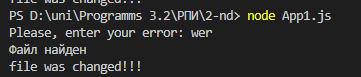 file was changed...
PS D:\uni\Programms 3.2\РПИ\2-nd> node App1.js
Please, enter your error: wer
Файл найден
file was changed!!!